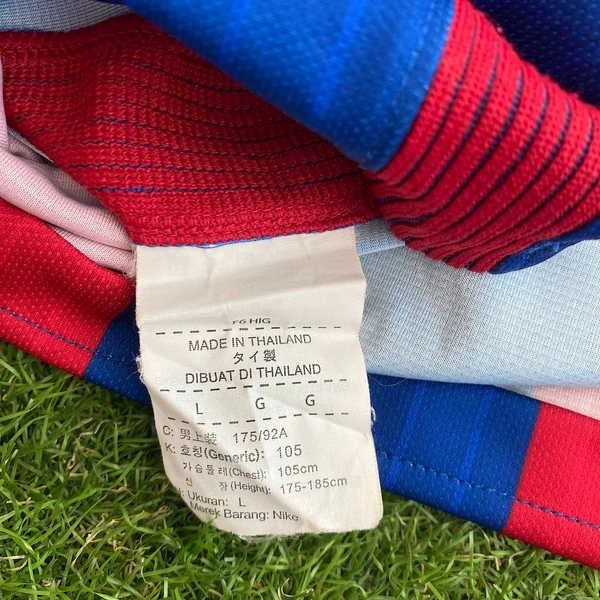 F6 HIG
MADE IN THAILAND
タイ製
DIBUAT DI THAILAND
L G G
C: 男上装 175/92A
K: 호칭(Generic): 105
가슴둘레(Chest): 105cm
신 장(Height): 175-185cm
Ukuran: L
Merek Barang: Nike